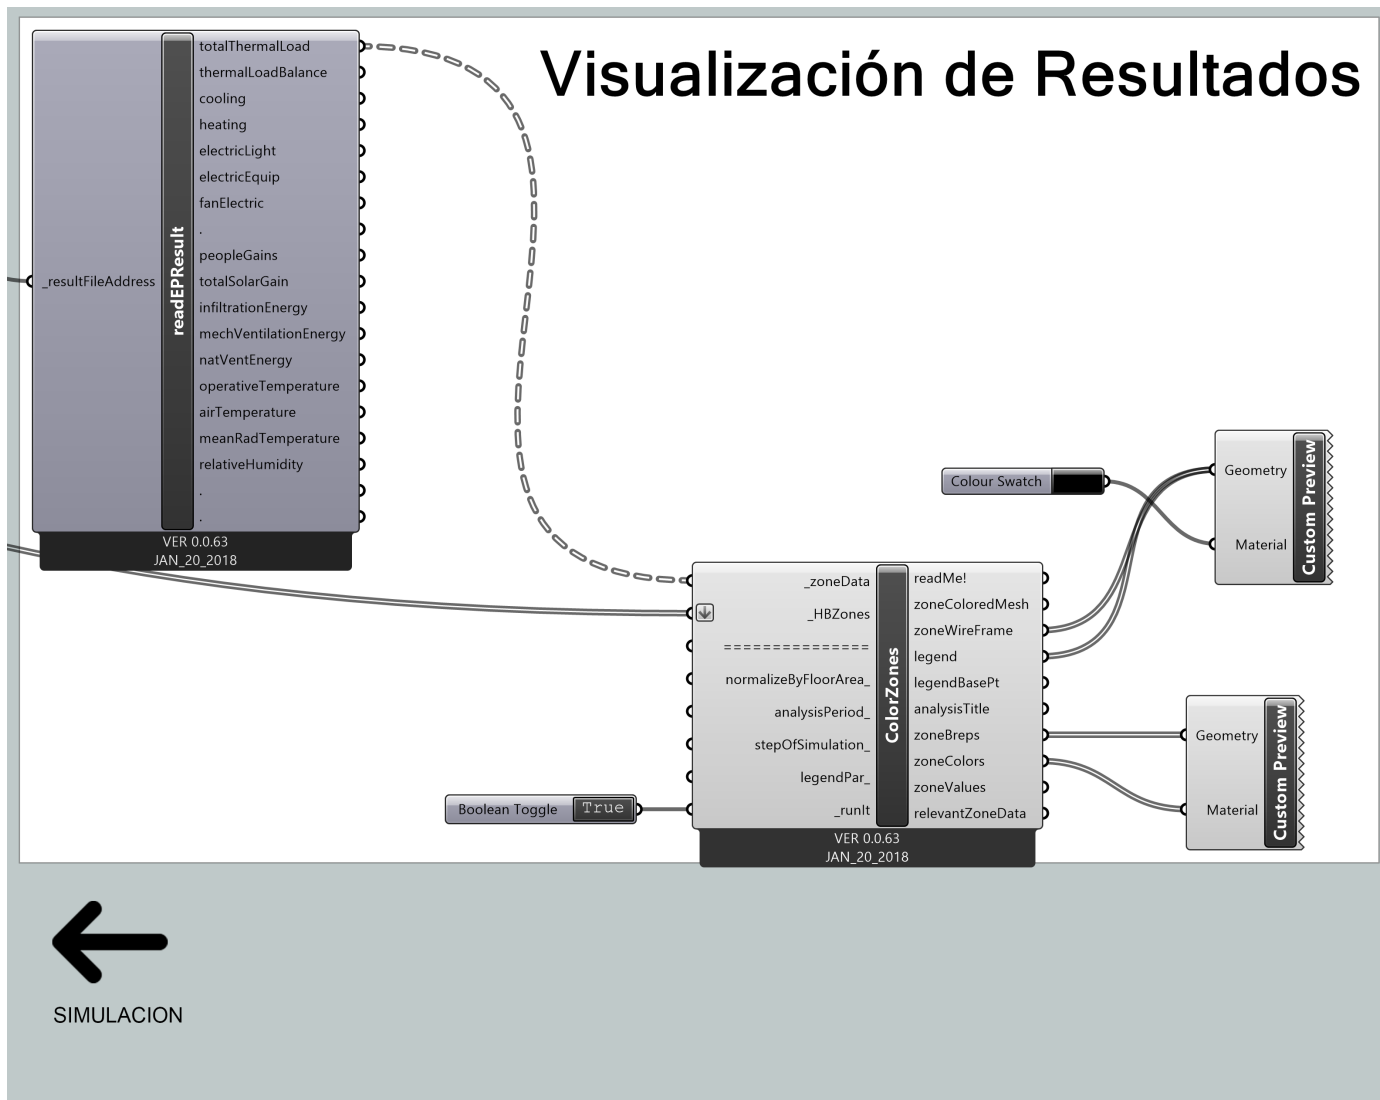 Visualización de Resultados
_resultFileAddress
readEPResult
totalThermalLoad
thermalLoadBalance
cooling
heating
electricLight
electricEquip
fanElectric
.
peopleGains
totalSolarGain
infiltrationEnergy
mechVentilationEnergy
natVentEnergy
operativeTemperature
airTemperature
meanRadTemperature
relativeHumidity
.
.
VER 0.0.63
JAN_20_2018
Colour Swatch
Geometry
Material
Custom Preview
_zoneData
_HBZones
===============
normalizeByFloorArea_
analysisPeriod_
stepOfSimulation_
legendPar_
_runIt
ColorZones
readMe!
zoneColoredMesh
zoneWireFrame
legend
legendBasePt
analysisTitle
zoneBreps
zoneColors
zoneValues
relevantZoneData
VER 0.0.63
JAN_20_2018
Boolean Toggle
True
Geometry
Material
Custom Preview
SIMULACION